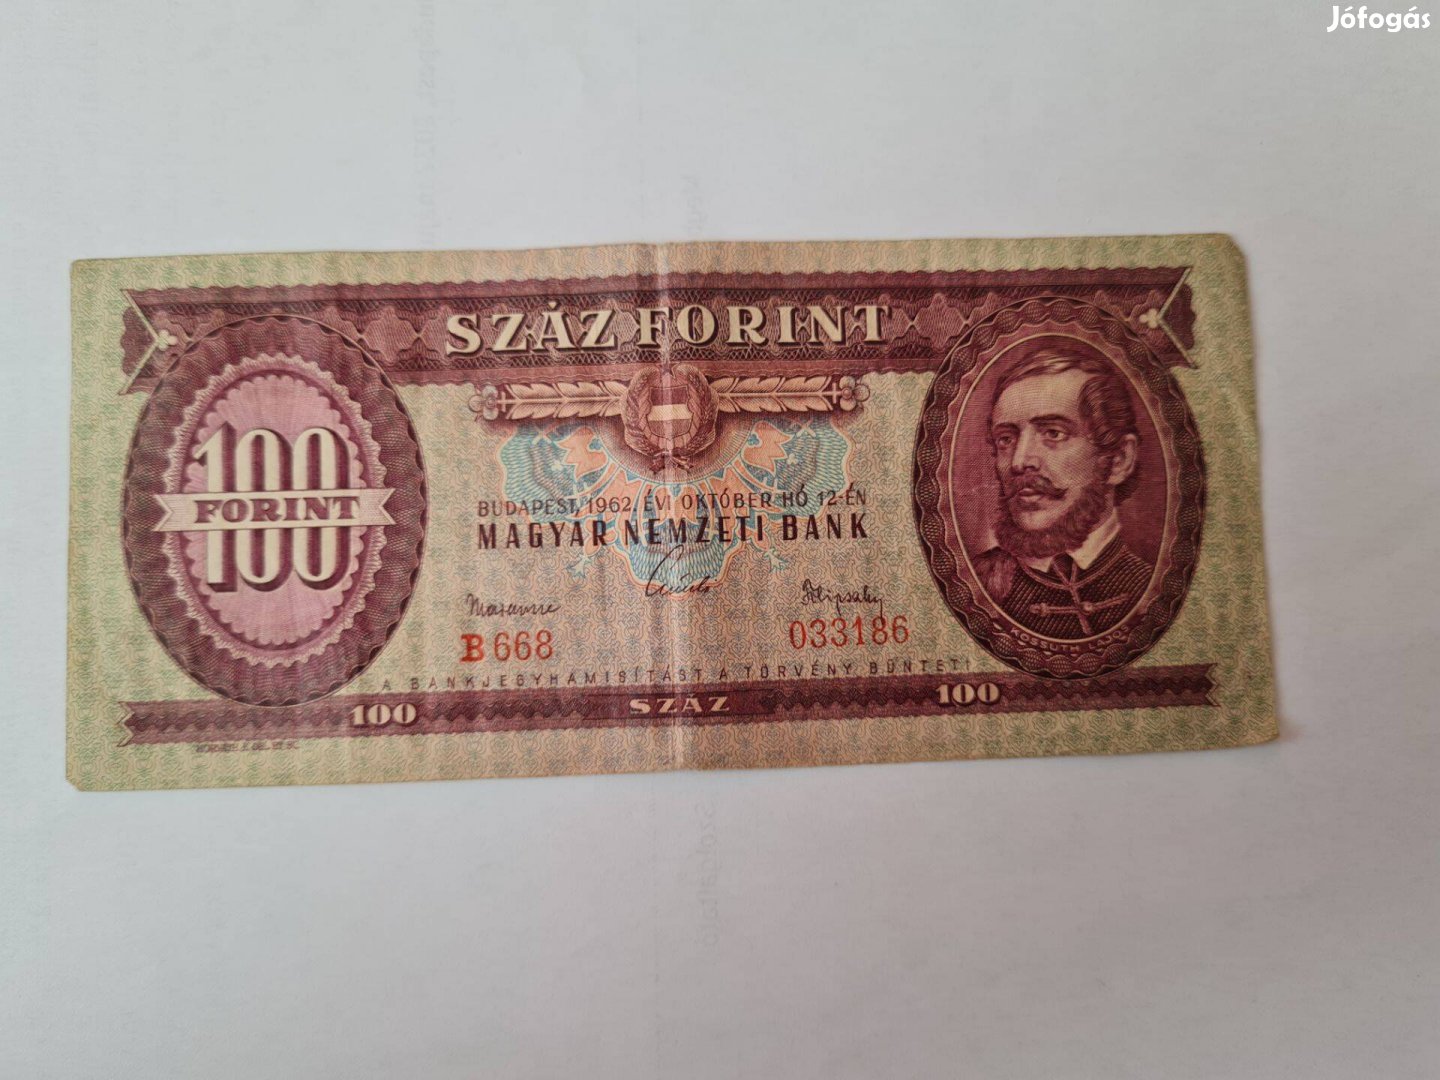 Jófogás
SZÁZ FORINT
100
FORINT
100
BUDAPEST, 1962. ÉVI OKTÓBER HÓ 12-ÉN
MAGYAR NEMZETI BANK
B 668
033186
KOSSUTH LAJOS
A BANKJEGYHAMISÍTÁST A TÖRVÉNY BÜNTETI
100 SZÁZ 100